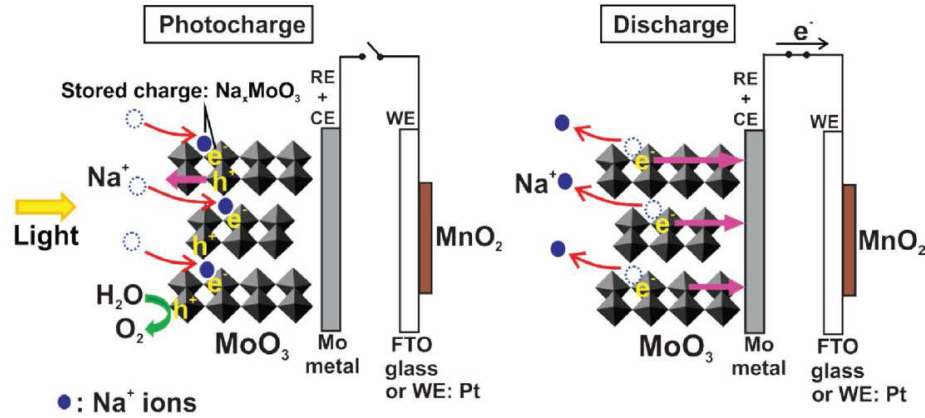 Photocharge
Stored charge: NaₓMoO₃
RE
+
CE
WE
e⁻
h⁺
Na⁺
e⁻
h⁺
e⁻
h⁺
Light
H₂O
O₂
MnO₂
MoO₃
Mo
metal
FTO
glass
or WE: Pt
: Na⁺ ions
Discharge
e⁻
RE
+
CE
WE
e⁻
Na⁺
e⁻
e⁻
MnO₂
MoO₃
Mo
metal
FTO
glass
or WE: Pt